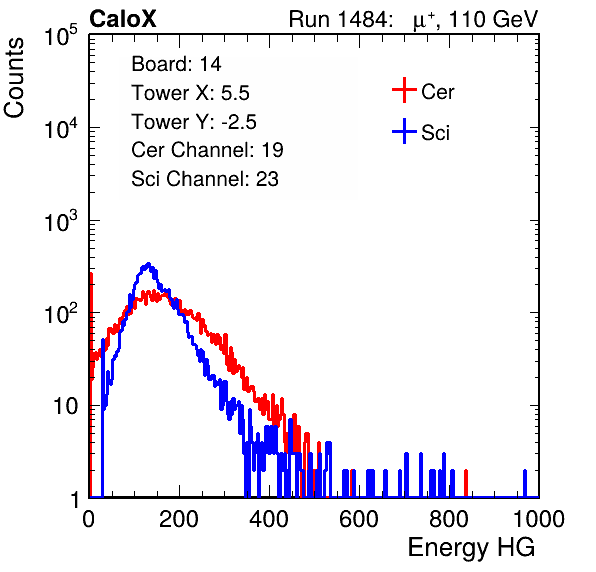 CaloX Run 1484: μ⁺, 110 GeV
Counts
10⁵
10⁴
10³
10²
10
1
Board: 14
Tower X: 5.5
Tower Y: -2.5
Cer Channel: 19
Sci Channel: 23
Cer
Sci
0 200 400 600 800 1000
Energy HG